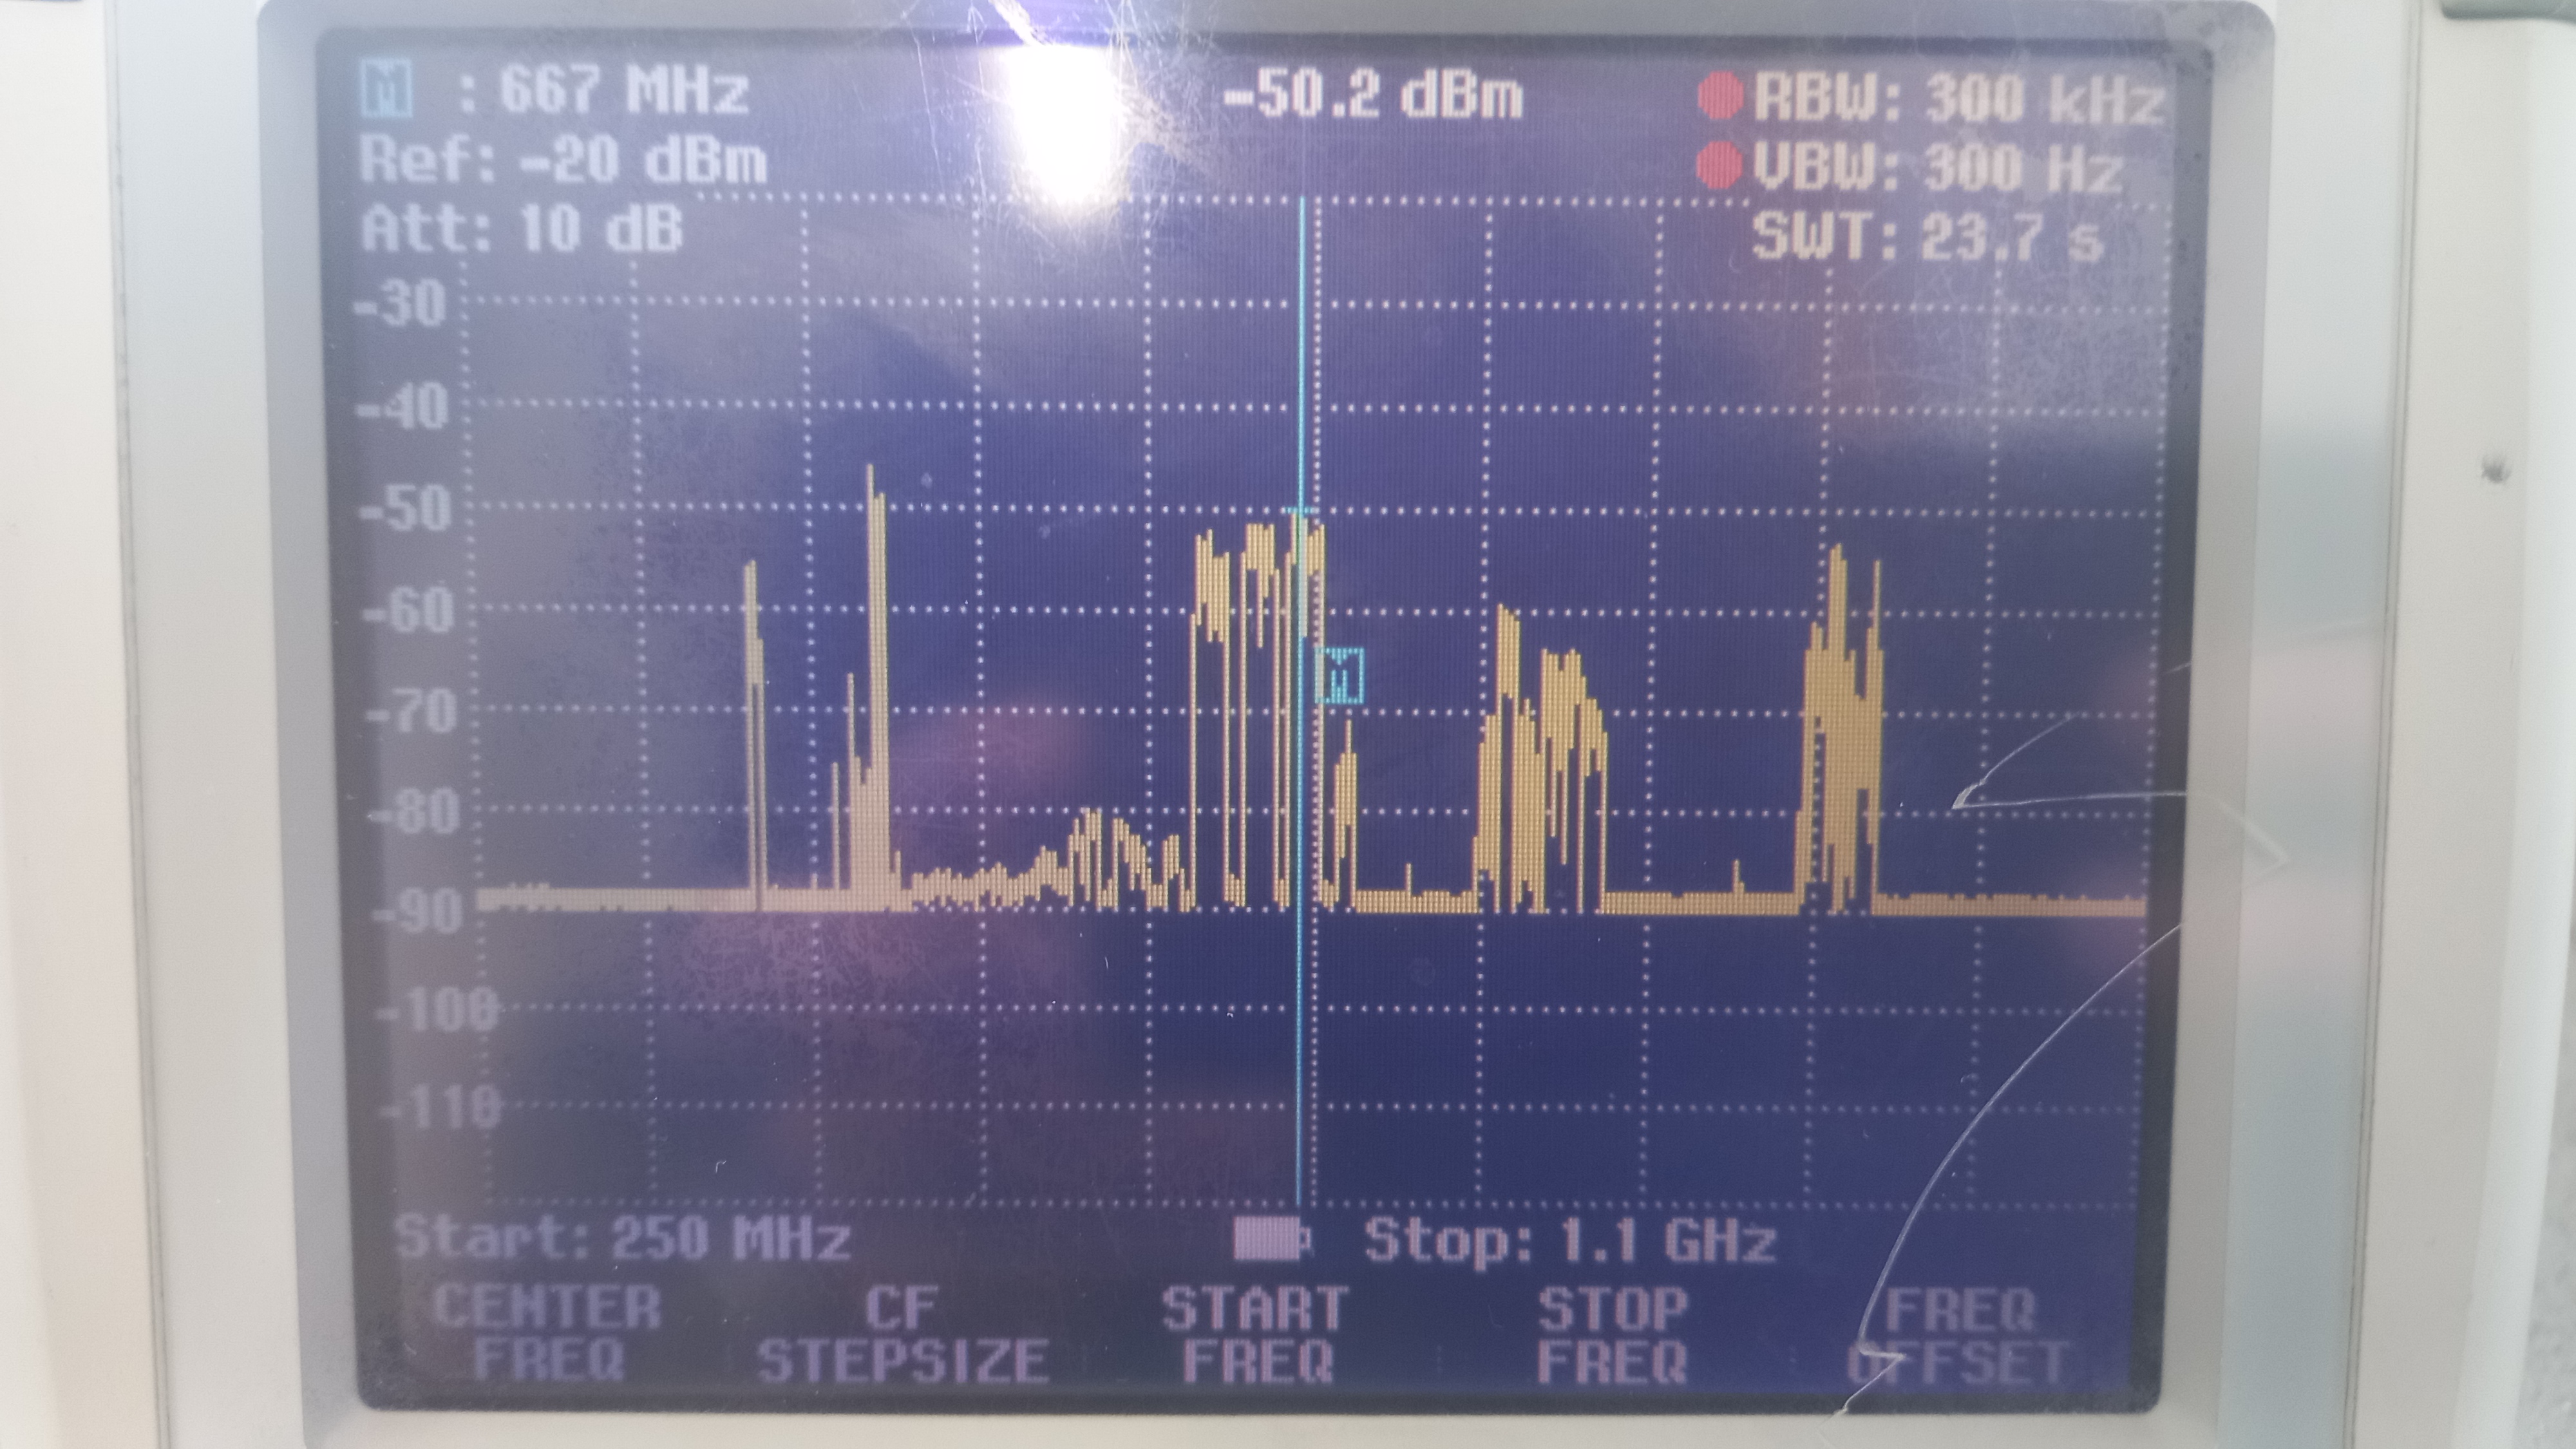 M : 667 MHz -50.2 dBm RBW: 300 kHz
Ref: -20 dBm VBW: 300 Hz
Att: 10 dB SWT: 23.7 s
-30
-40
-50
-60
M
-70
-80
-90
-100
-110
Start: 250 MHz Stop: 1.1 GHz
CENTER FREQ
CF STEPSIZE
START FREQ
STOP FREQ
FREQ OFFSET